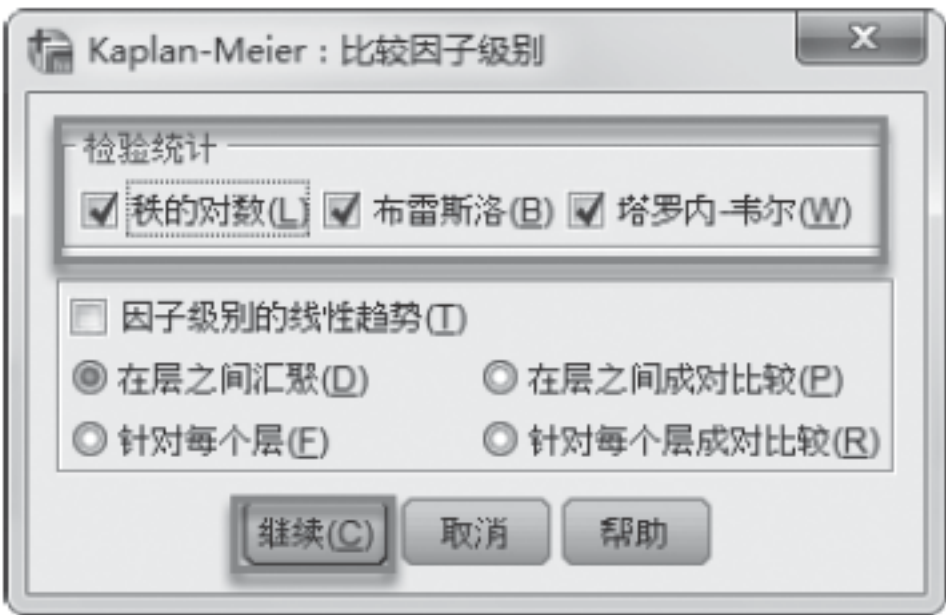 Kaplan-Meier：比较因子级别
检验统计
秩的对数(L) 布雷斯洛(B) 塔罗内-韦尔(W)
因子级别的线性趋势(T)
在层之间汇聚(D) 在层之间成对比较(P)
针对每个层(F) 针对每个层成对比较(R)
继续(C) 取消 帮助